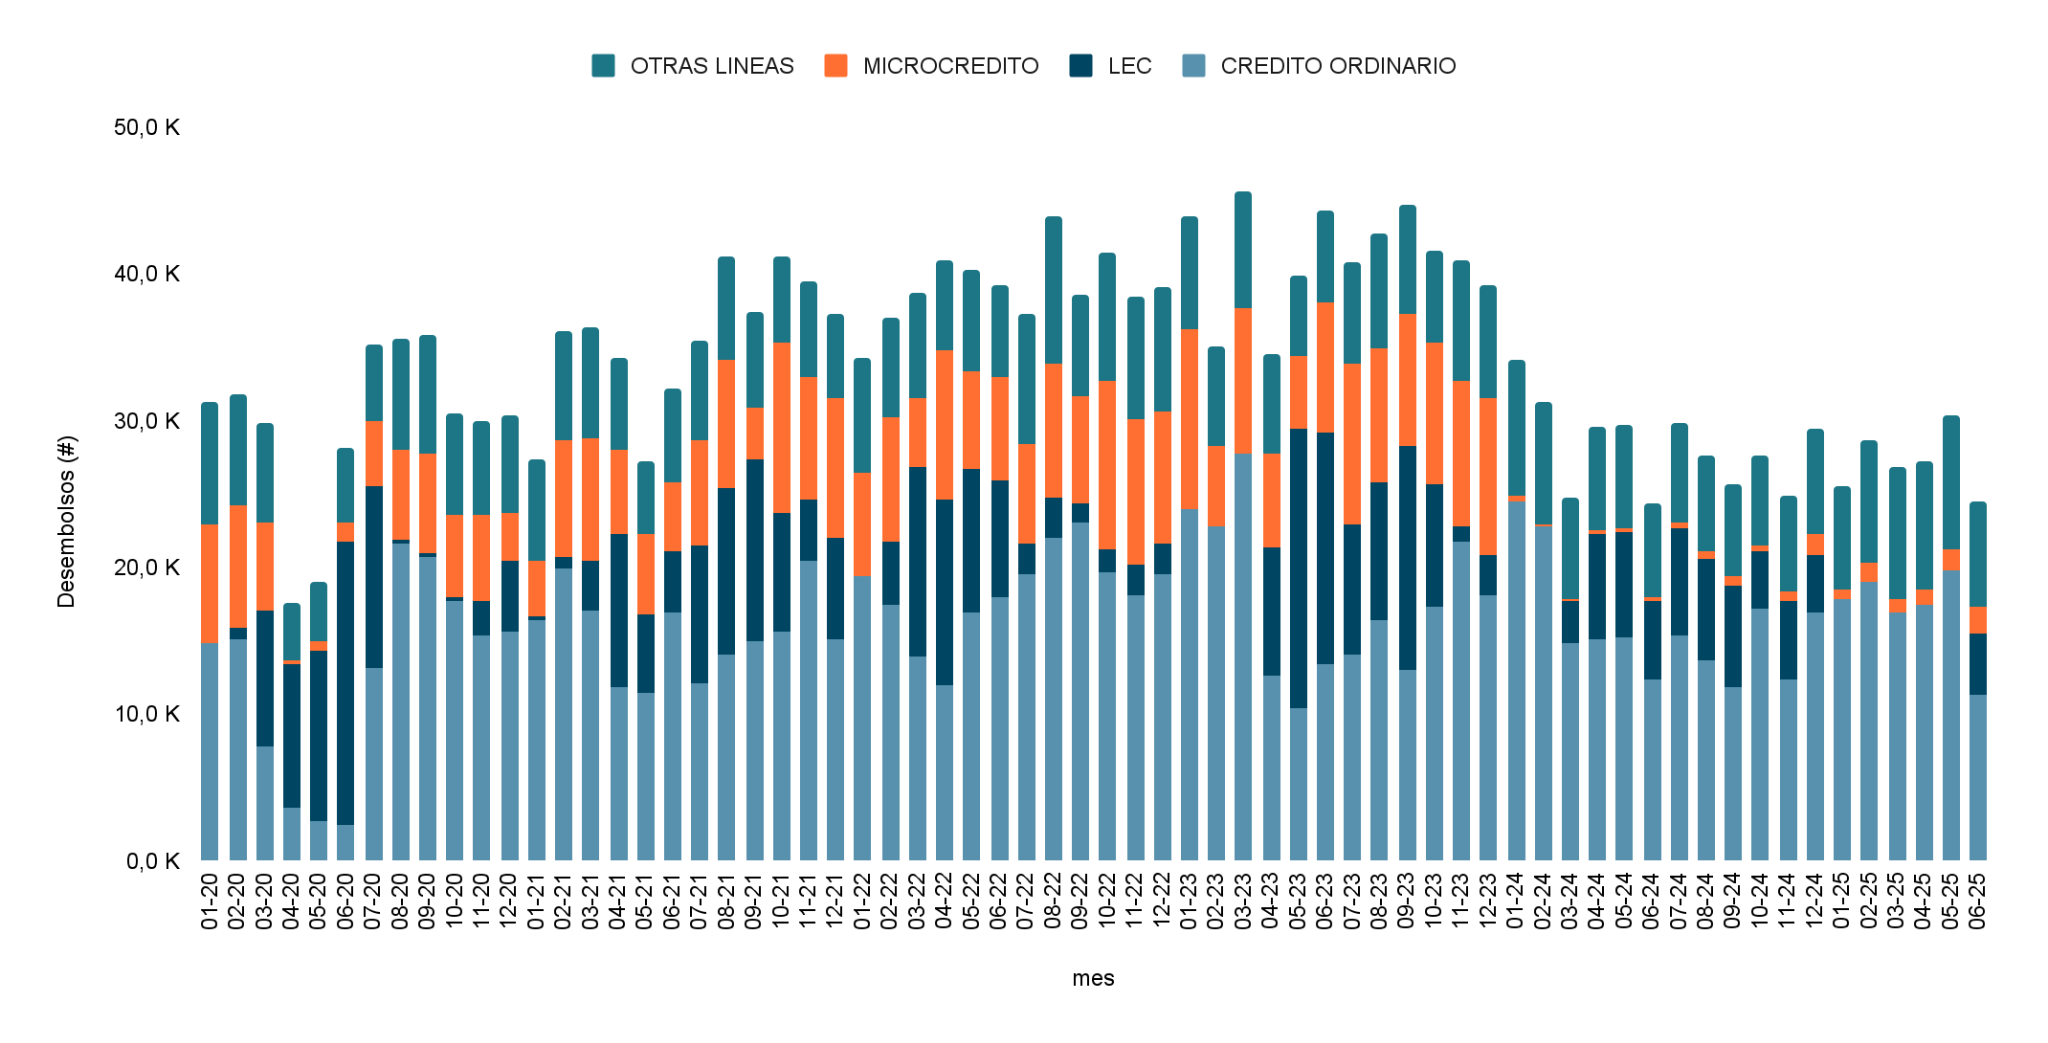 OTRAS LINEAS MICROCREDITO LEC CREDITO ORDINARIO
50,0 K
40,0 K
30,0 K
20,0 K
10,0 K
0,0 K
Desembolsos (#)
01-20 02-20 03-20 04-20 05-20 06-20 07-20 08-20 09-20 10-20 11-20 12-20 01-21 02-21 03-21 04-21 05-21 06-21 07-21 08-21 09-21 10-21 11-21 12-21 01-22 02-22 03-22 04-22 05-22 06-22 07-22 08-22 09-22 10-22 11-22 12-22 01-23 02-23 03-23 04-23 05-23 06-23 07-23 08-23 09-23 10-23 11-23 12-23 01-24 02-24 03-24 04-24 05-24 06-24 07-24 08-24 09-24 10-24 11-24 12-24 01-25 02-25 03-25 04-25 05-25 06-25
mes